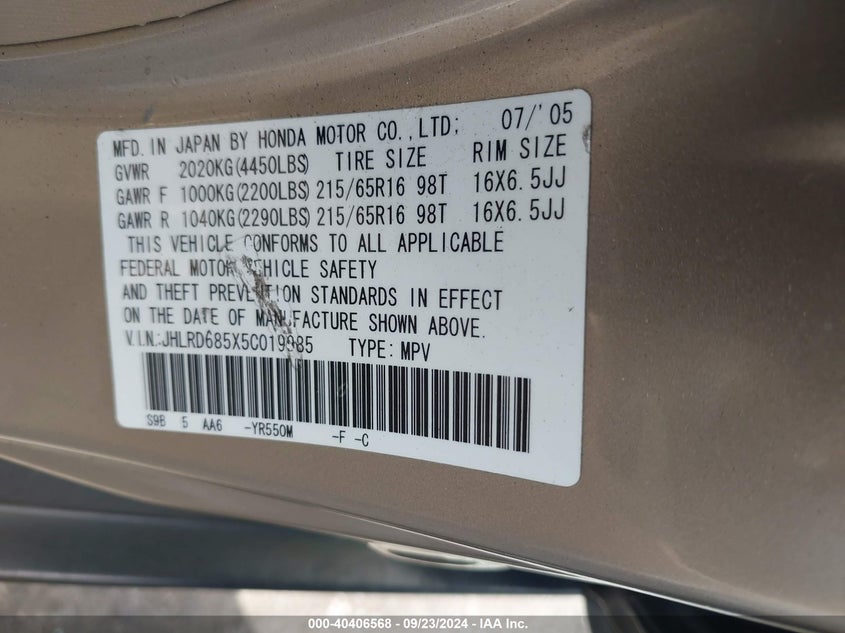 MFD. IN JAPAN BY HONDA MOTOR CO.,LTD; 07/'05
GVWR 2020KG(4450LBS) TIRE SIZE RIM SIZE
GAWR F 1000KG(2200LBS) 215/65R16 98T 16X6.5JJ
GAWR R 1040KG(2290LBS) 215/65R16 98T 16X6.5JJ
THIS VEHICLE CONFORMS TO ALL APPLICABLE
FEDERAL MOTOR VEHICLE SAFETY
AND THEFT PREVENTION STANDARDS IN EFFECT
ON THE DATE OF MANUFACTURE SHOWN ABOVE.
V.I.N.:JHLRD685X5C019985 TYPE: MPV
S9B 5 AA6 -YR550M -F -C
000-40406568 - 09/23/2024 - IAA Inc.